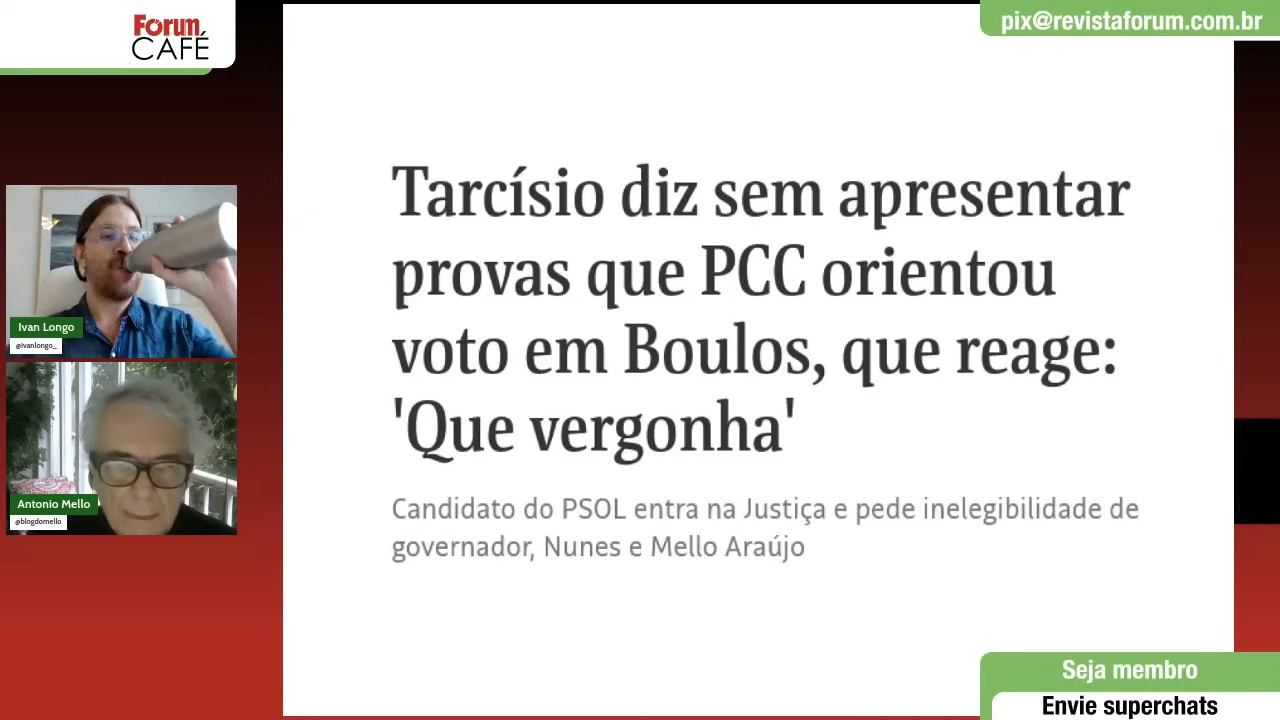 Forum
CAFÉ
pix@revistaforum.com.br
Tarcísio diz sem apresentar
provas que PCC orientou
voto em Boulos, que reage:
'Que vergonha'
Candidato do PSOL entra na Justiça e pede inelegibilidade de
governador, Nunes e Mello Araújo
Ivan Longo
@ivanlongo_
Antonio Mello
@blogdomello
Seja membro
Envie superchats